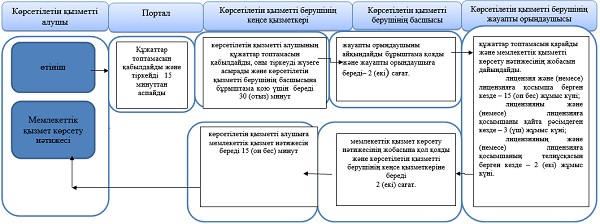 Көрсетілетін қызметті
алушы
Портал
Көрсетілетін қызметті берушінің
кеңсе қызметкері
Көрсетілетін қызметті
берушінің басшысы
Көрсетілетін қызметті берушінің
жауапты орындаушысы
өтініш
Мемлекеттік
қызмет көрсету
нәтижесі
Құжаттар
топтамасын
қабылдайды және
тіркейді 15
минуттан
аспайды
көрсетілетін қызметті алушының
құжаттар топтамасын
қабылдайды, оны тіркеуді жүзеге
асырады және көрсетілетін
қызметті берушінің басшысына
бұрыштама қою үшін береді
30 (отыз) минут
жауапты орындаушыны
айқындайды бұрыштама қояды
және жауапты орындаушыға
береді– 2 (екі) сағат.
құжаттар топтамасын қарайды
және мемлекеттік қызмет
көрсету нәтижесінің жобасын
дайындайды.
лицензия және (немесе)
лицензияға қосымша берген
кезде – 15 (он бес) жұмыс күні;
лицензияны және
(немесе) лицензияға
қосымшаны қайта рәсімдеген
кезде – 3 (үш) жұмыс күні;
лицензияның және
(немесе) лицензияға
қосымшаның телнұсқасын
берген кезде – 2 (екі) жұмыс
күні.
көрсетілетін қызметті алушыға
мемлекеттік қызмет нәтижесін
береді 15 (он бес) минут
мемлекеттік қызмет көрсету
нәтижесінің жобасына қол қояды
және көрсетілетін қызметті
берушінің кеңсе қызметкеріне
береді
2 (екі) сағат.